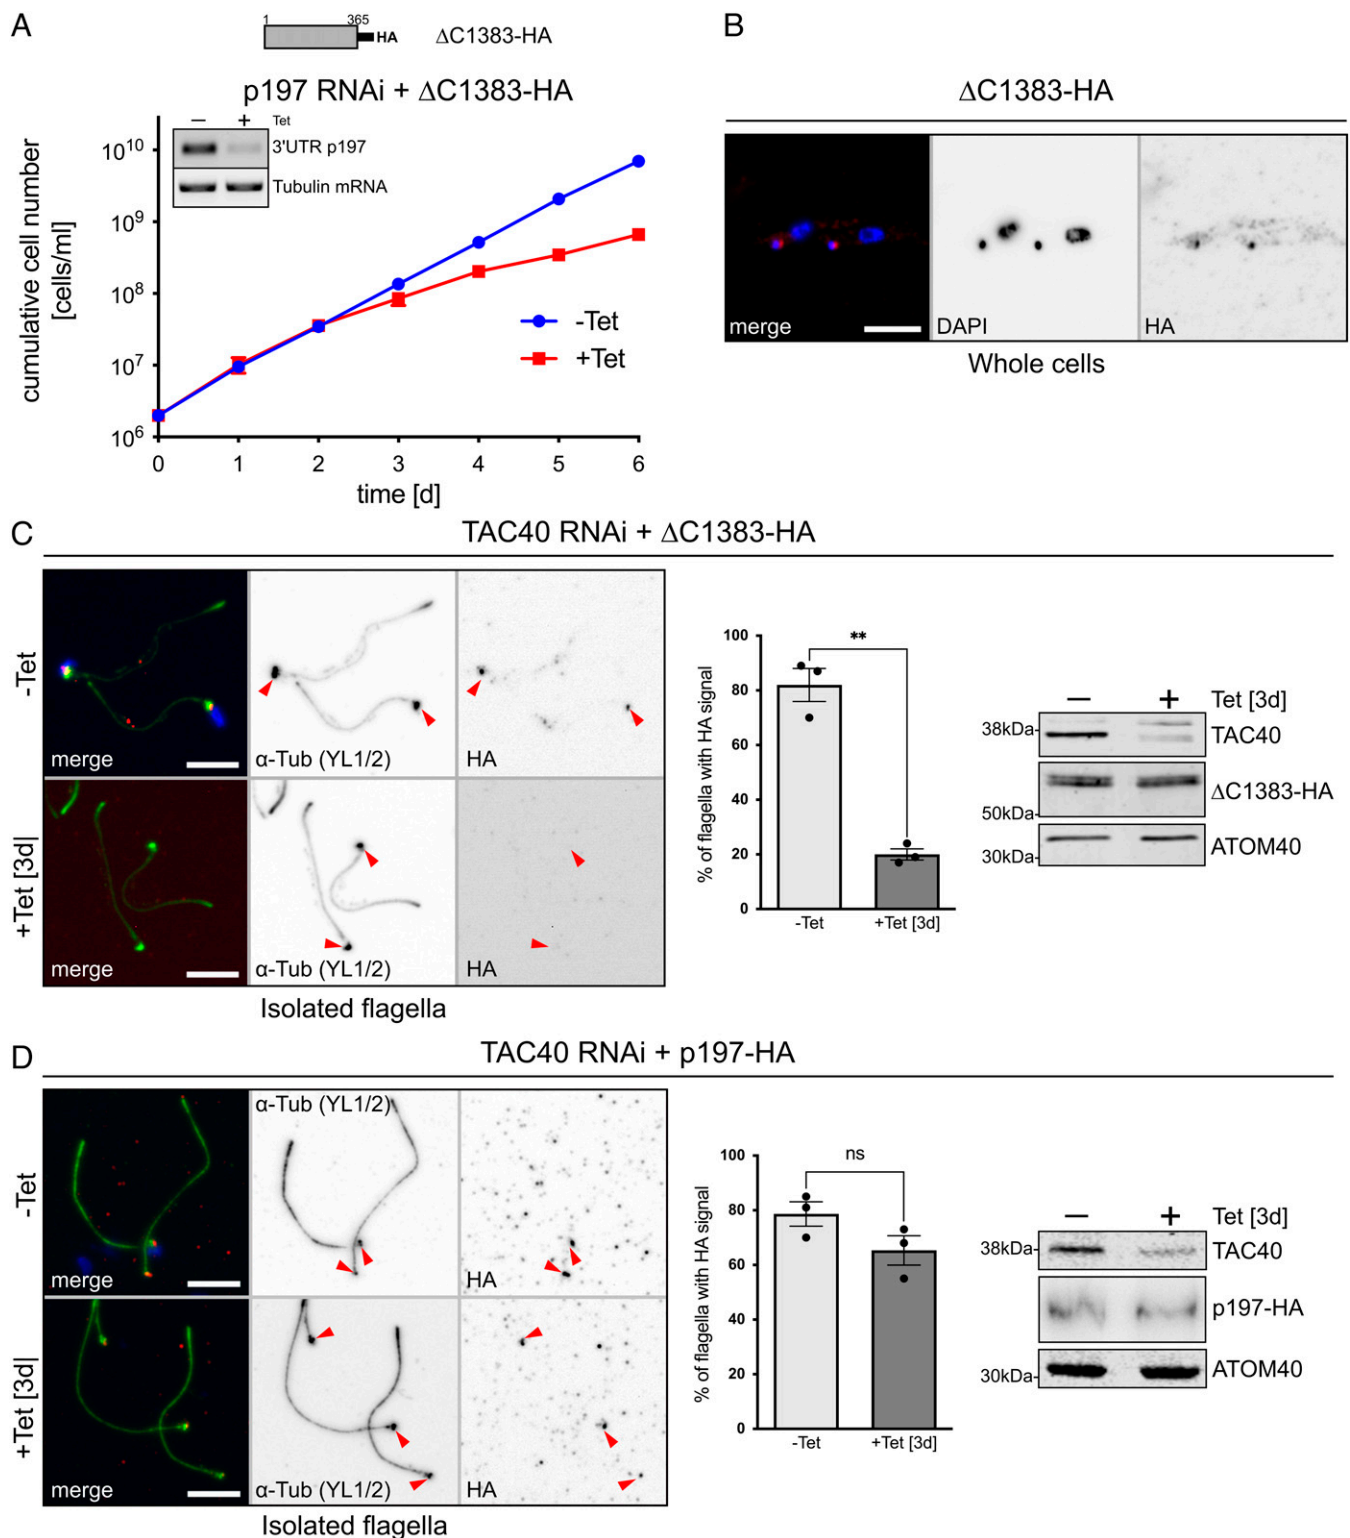 A
1 365
HA
ΔC1383-HA
p197 RNAi + ΔC1383-HA
− + Tet
3'UTR p197
Tubulin mRNA
cumulative cell number
[cells/ml]
10^10
10^9
10^8
10^7
10^6
-Tet
+Tet
0 1 2 3 4 5 6
time [d]
B
ΔC1383-HA
merge
DAPI
HA
Whole cells
C
TAC40 RNAi + ΔC1383-HA
-Tet
merge
α-Tub (YL1/2)
HA
+Tet [3d]
merge
α-Tub (YL1/2)
HA
Isolated flagella
% of flagella with HA signal
100
80
60
40
20
0
**
-Tet
+Tet [3d]
− + Tet [3d]
38kDa-
TAC40
ΔC1383-HA
50kDa-
ATOM40
30kDa-
D
TAC40 RNAi + p197-HA
-Tet
merge
α-Tub (YL1/2)
HA
+Tet [3d]
merge
α-Tub (YL1/2)
HA
Isolated flagella
% of flagella with HA signal
100
80
60
40
20
0
ns
-Tet
+Tet [3d]
− + Tet [3d]
38kDa-
TAC40
p197-HA
30kDa-
ATOM40